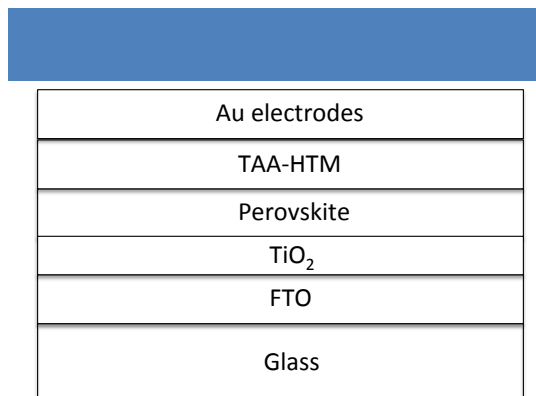 Au electrodes
TAA-HTM
Perovskite
TiO₂
FTO
Glass